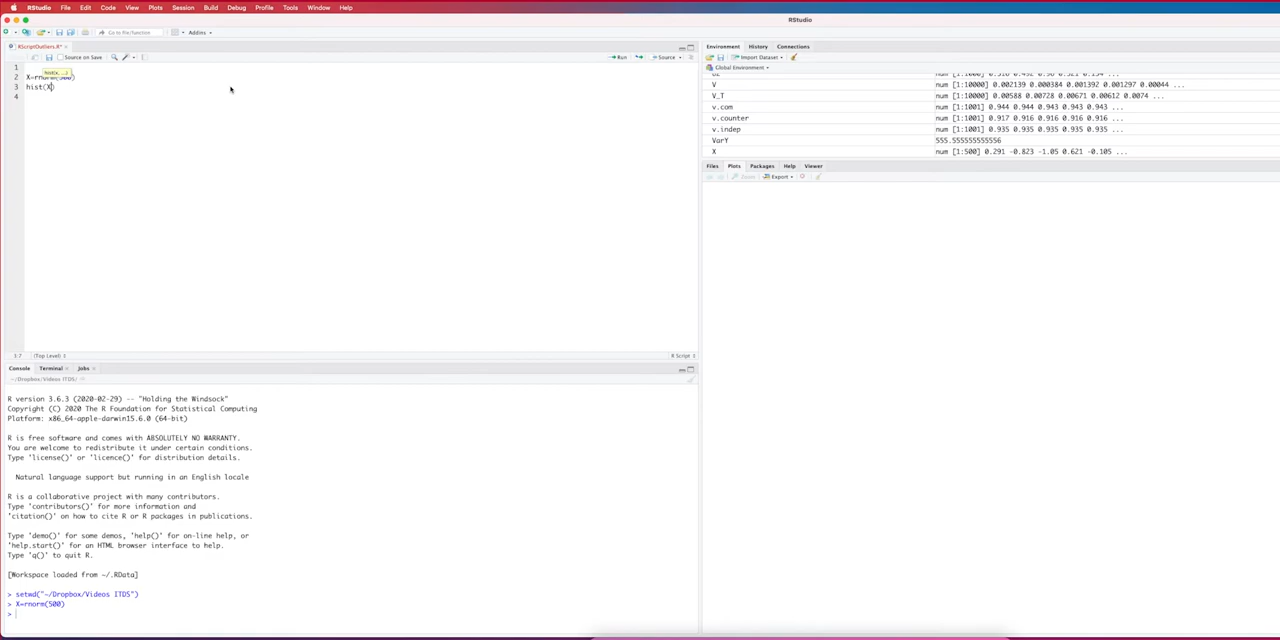 RStudio File Edit Code View Plots Session Build Debug Profile Tools Window Help
RStudio
Go to file/function Addins
RScriptOutliers.R*
Source on Save Run Source
1
hist(x, ...)
2 X=rnorm(500)
3 hist(X)
4
(Top Level) R Script
Console Terminal Jobs
~/Dropbox/Videos ITDS/
R version 3.6.3 (2020-02-29) -- "Holding the Windsock"
Copyright (C) 2020 The R Foundation for Statistical Computing
Platform: x86_64-apple-darwin15.6.0 (64-bit)
R is free software and comes with ABSOLUTELY NO WARRANTY.
You are welcome to redistribute it under certain conditions.
Type 'license()' or 'licence()' for distribution details.
Natural language support but running in an English locale
R is a collaborative project with many contributors.
Type 'contributors()' for more information and
'citation()' on how to cite R or R packages in publications.
Type 'demo()' for some demos, 'help()' for on-line help, or
'help.start()' for an HTML browser interface to help.
Type 'q()' to quit R.
[Workspace loaded from ~/.RData]
> setwd("~/Dropbox/Videos ITDS")
> X=rnorm(500)
>
Environment History Connections
Import Dataset
Global Environment
V num [1:10000] 0.002139 0.000384 0.001392 0.001297 0.00044 ...
V_T num [1:10000] 0.00588 0.00728 0.00671 0.00612 0.0074 ...
v.com num [1:1001] 0.944 0.944 0.943 0.943 0.943 ...
v.counter num [1:1001] 0.917 0.916 0.916 0.916 0.916 ...
v.indep num [1:1001] 0.935 0.935 0.935 0.935 0.935 ...
VarY 555.555555555556
X num [1:500] 0.291 -0.823 -1.05 0.621 -0.105 ...
Files Plots Packages Help Viewer
Zoom Export